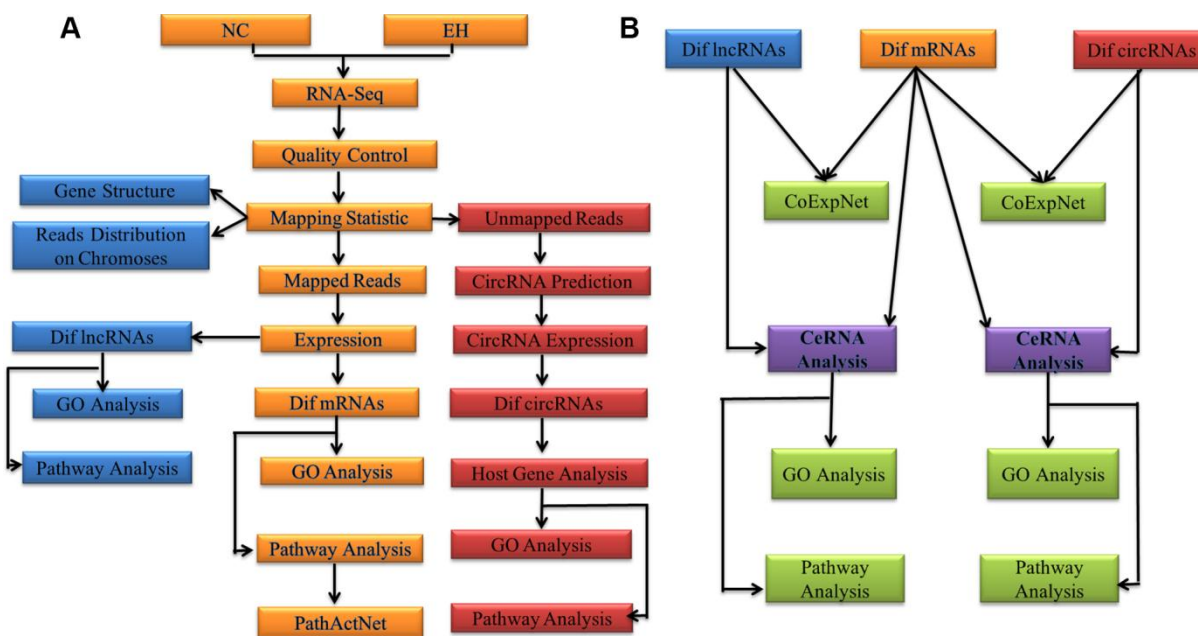 A
NC
EH
RNA-Seq
Quality Control
Gene Structure
Mapping Statistic
Unmapped Reads
Reads Distribution
on Chromoses
Mapped Reads
CircRNA Prediction
Dif lncRNAs
Expression
CircRNA Expression
GO Analysis
Dif mRNAs
Dif circRNAs
Pathway Analysis
GO Analysis
Host Gene Analysis
Pathway Analysis
GO Analysis
PathActNet
Pathway Analysis
B
Dif lncRNAs
Dif mRNAs
Dif circRNAs
CoExpNet
CoExpNet
CeRNA
Analysis
CeRNA
Analysis
GO Analysis
GO Analysis
Pathway
Analysis
Pathway
Analysis